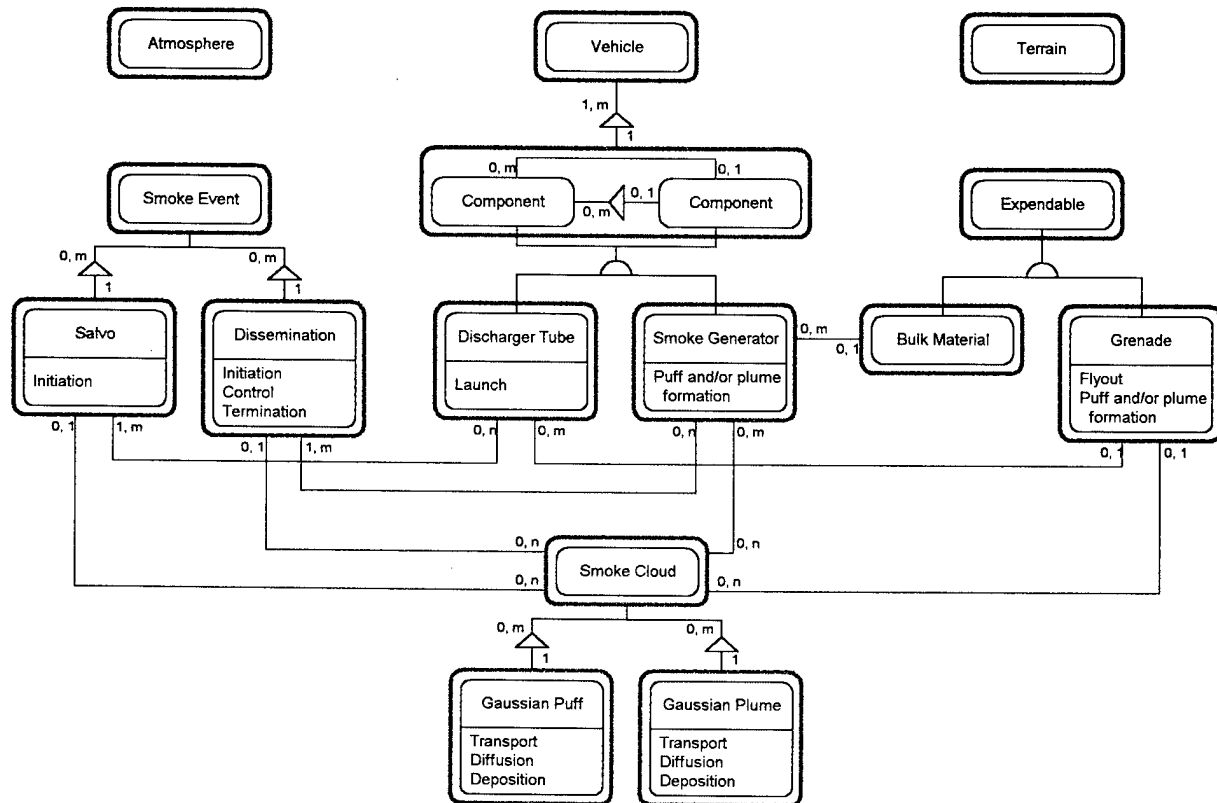 Atmosphere
Vehicle
Terrain
1, m
1
0, m
0, 1
Component
0, m
0, 1
Component
Smoke Event
Expendable
0, m
1
0, m
1
Salvo
Initiation
Dissemination
Initiation
Control
Termination
Discharger Tube
Launch
Smoke Generator
Puff and/or plume
formation
0, m
0, 1
Bulk Material
Grenade
Flyout
Puff and/or plume
formation
0, 1
1, m
0, 1
1, m
0, n
0, m
0, n
0, m
0, 1
0, 1
0, n
0, n
0, n
0, n
Smoke Cloud
0, m
1
0, m
1
Gaussian Puff
Transport
Diffusion
Deposition
Gaussian Plume
Transport
Diffusion
Deposition